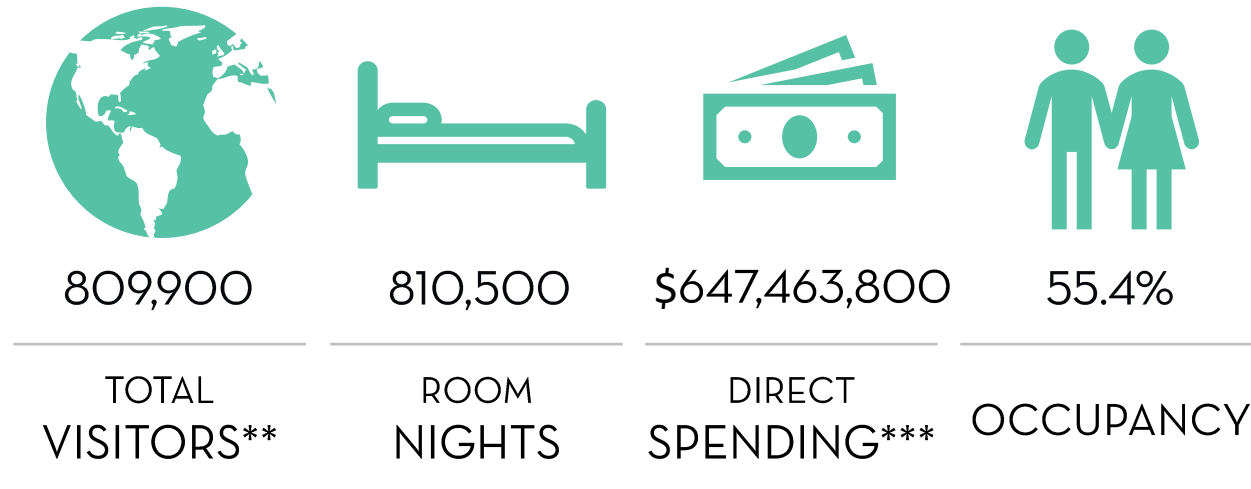 809,900
TOTAL
VISITORS**
810,500
ROOM
NIGHTS
$647,463,800
DIRECT
SPENDING***
55.4%
OCCUPANCY